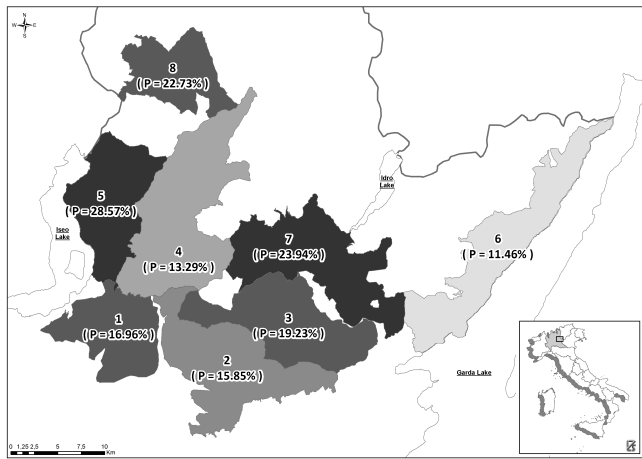 N
W E
S
8
( P = 22.73% )
5
( P = 28.57% )
Iseo
Lake
Idro
Lake
4
( P = 13.29% )
7
( P = 23.94% )
6
( P = 11.46% )
1
( P = 16.96% )
3
( P = 19.23% )
2
( P = 15.85% )
Garda Lake
0 1.25 2.5 5 7.5 10
Km